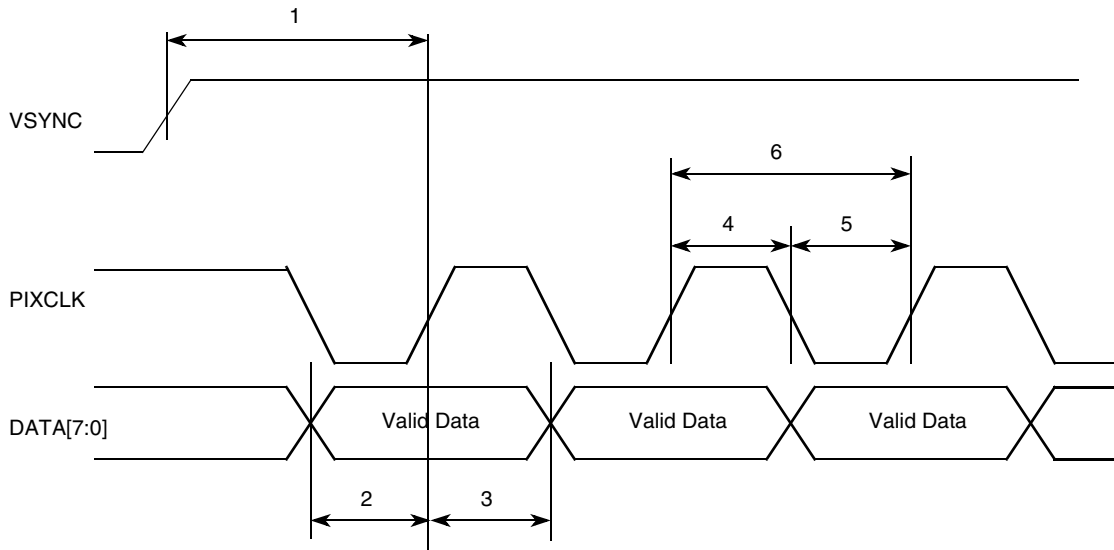 1
VSYNC
6
4
5
PIXCLK
DATA[7:0]
Valid Data
Valid Data
Valid Data
2
3